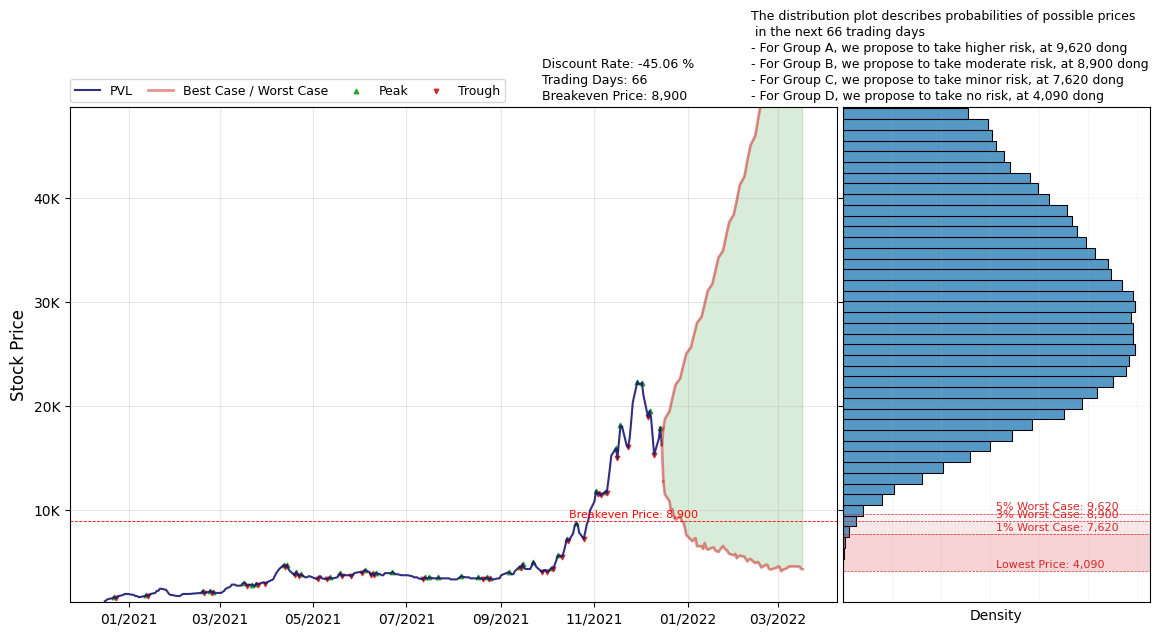 The distribution plot describes probabilities of possible prices
in the next 66 trading days
- For Group A, we propose to take higher risk, at 9,620 dong
- For Group B, we propose to take moderate risk, at 8,900 dong
- For Group C, we propose to take minor risk, at 7,620 dong
- For Group D, we propose to take no risk, at 4,090 dong
Discount Rate: -45.06 %
Trading Days: 66
Breakeven Price: 8,900
PVL Best Case / Worst Case Peak Trough
Stock Price
40K
30K
20K
10K
Breakeven Price: 8,900
01/2021 03/2021 05/2021 07/2021 09/2021 11/2021 01/2022 03/2022
5% Worst Case: 9,620
3% Worst Case: 8,900
1% Worst Case: 7,620
Lowest Price: 4,090
Density